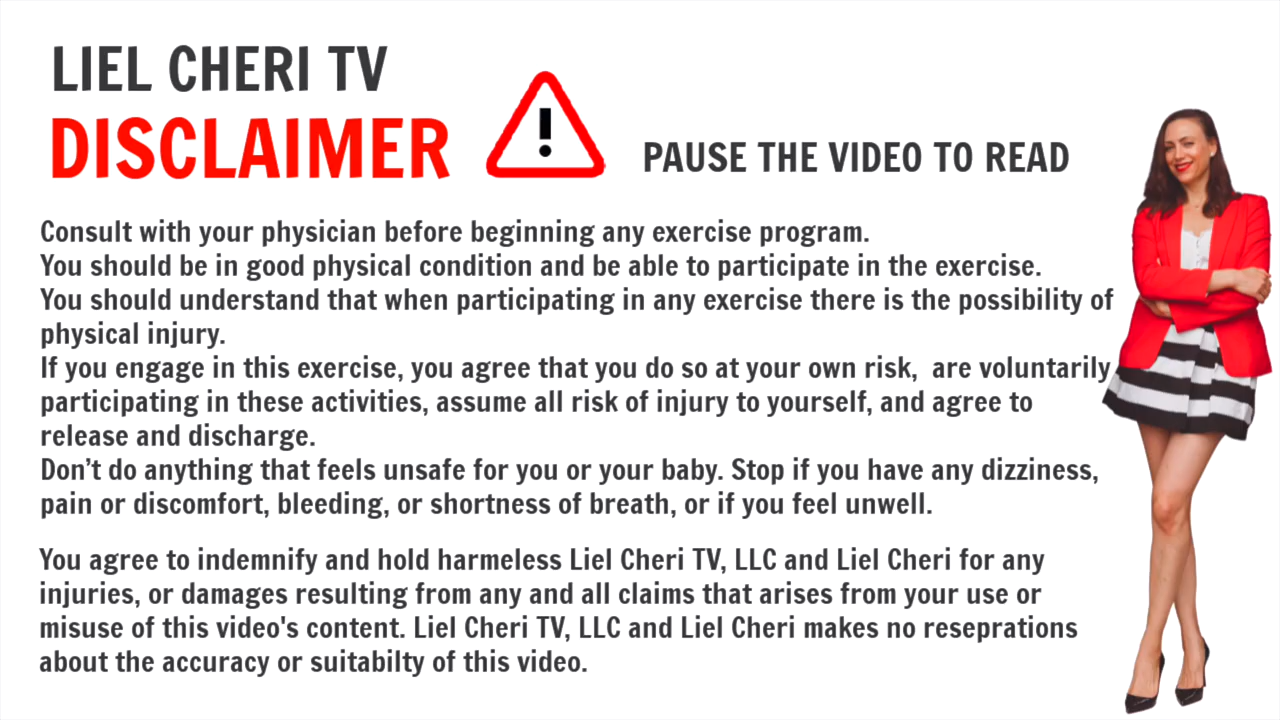 LIEL CHERI TV
DISCLAIMER
PAUSE THE VIDEO TO READ
Consult with your physician before beginning any exercise program.
You should be in good physical condition and be able to participate in the exercise.
You should understand that when participating in any exercise there is the possibility of
physical injury.
If you engage in this exercise, you agree that you do so at your own risk,  are voluntarily
participating in these activities, assume all risk of injury to yourself, and agree to
release and discharge.
Don’t do anything that feels unsafe for you or your baby. Stop if you have any dizziness,
pain or discomfort, bleeding, or shortness of breath, or if you feel unwell.
You agree to indemnify and hold harmless Liel Cheri TV, LLC and Liel Cheri for any
injuries, or damages resulting from any and all claims that arises from your use or
misuse of this video's content. Liel Cheri TV, LLC and Liel Cheri makes no reseprations
about the accuracy or suitabilty of this video.